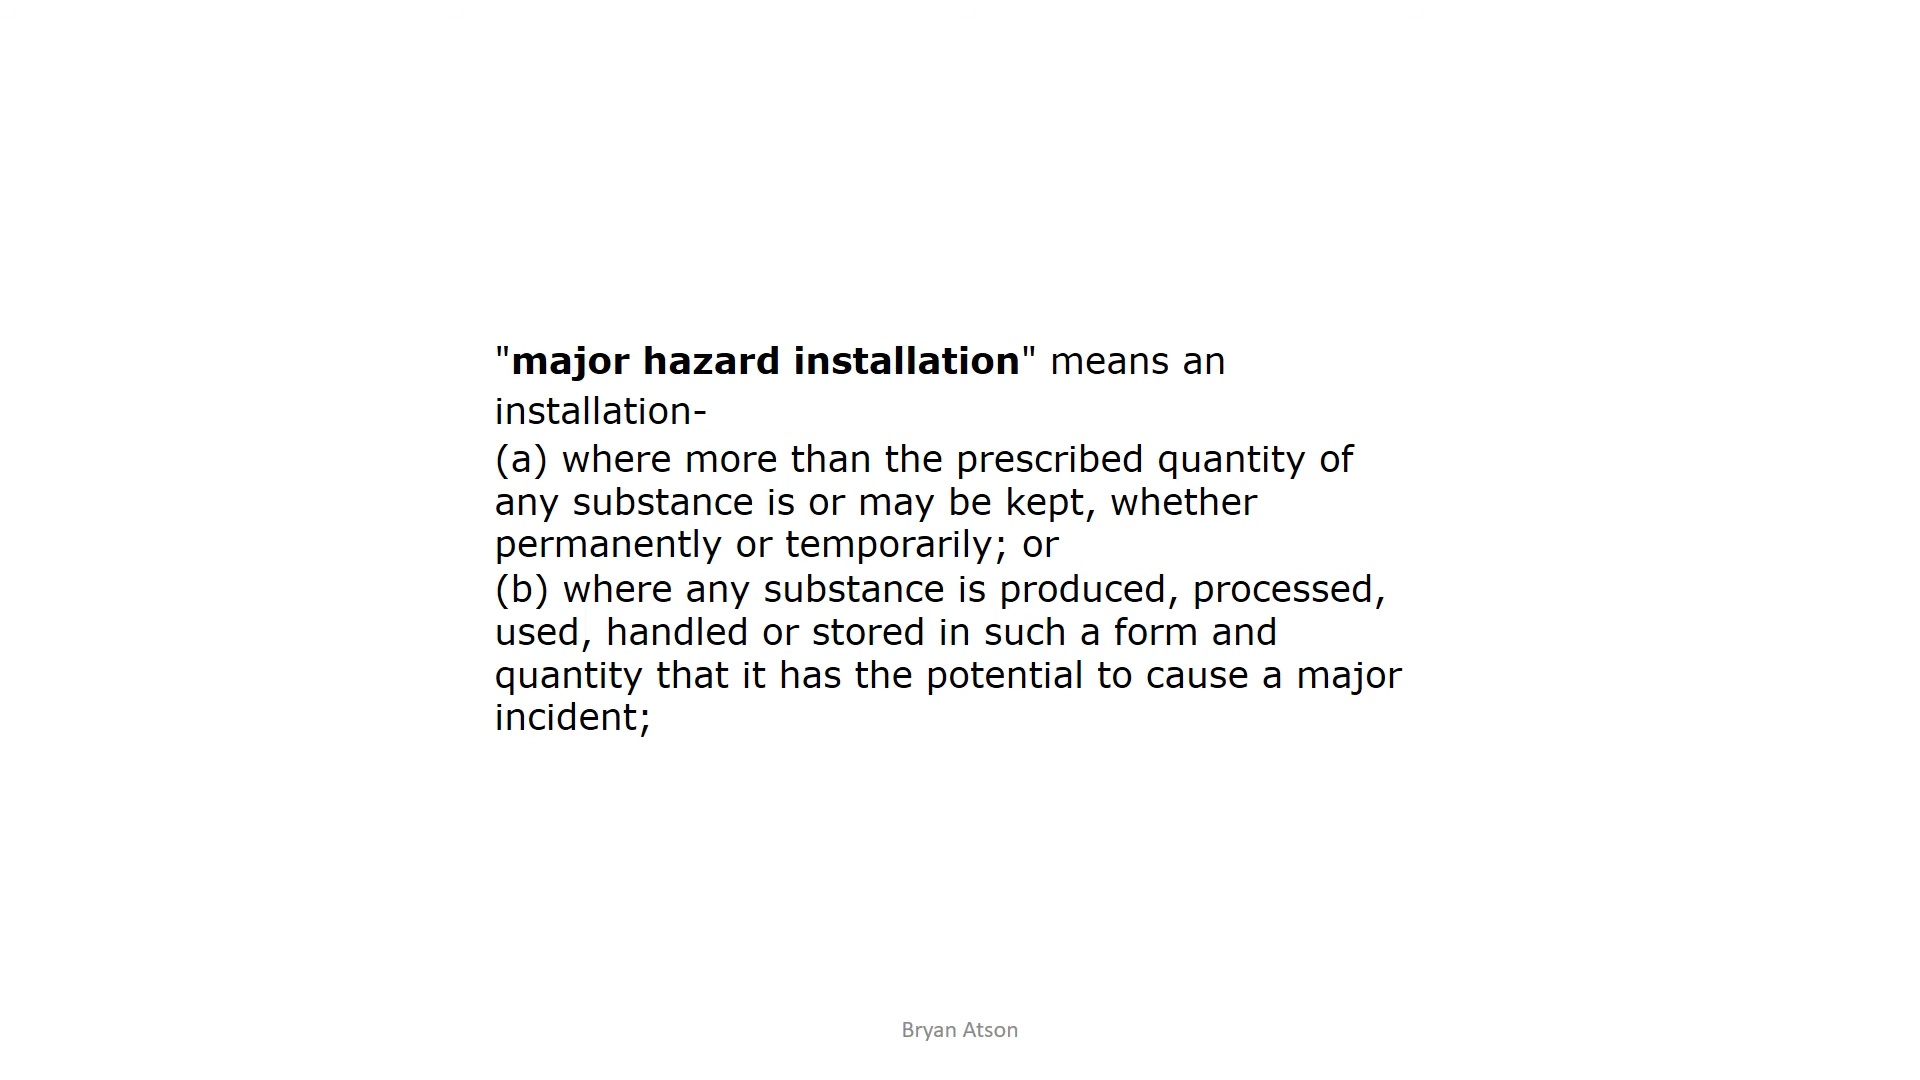 "major hazard installation" means an
installation-
(a) where more than the prescribed quantity of
any substance is or may be kept, whether
permanently or temporarily; or
(b) where any substance is produced, processed,
used, handled or stored in such a form and
quantity that it has the potential to cause a major
incident;
Bryan Atson